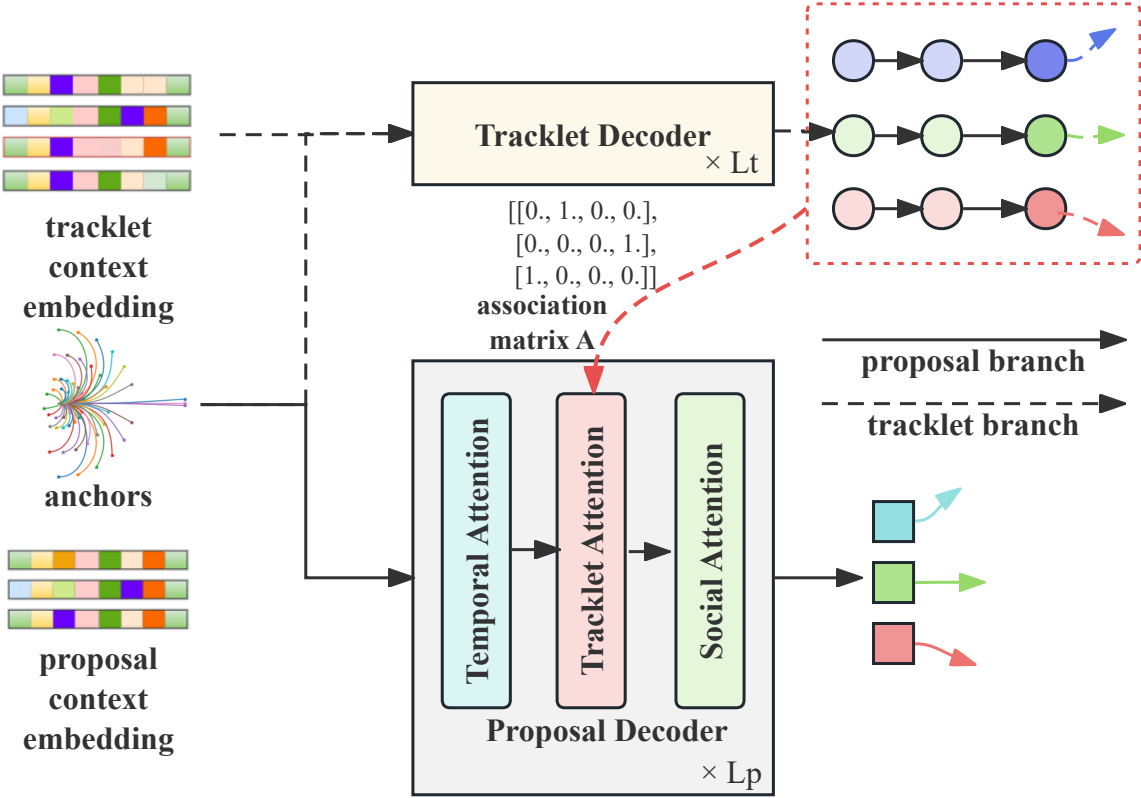 tracklet
context
embedding
anchors
proposal
context
embedding
Tracklet Decoder
× Lt
[[0., 1., 0., 0.],
[0., 0., 0., 1.],
[1., 0., 0., 0.]]
association
matrix A
Temporal Attention
Tracklet Attention
Social Attention
Proposal Decoder
× Lp
proposal branch
tracklet branch